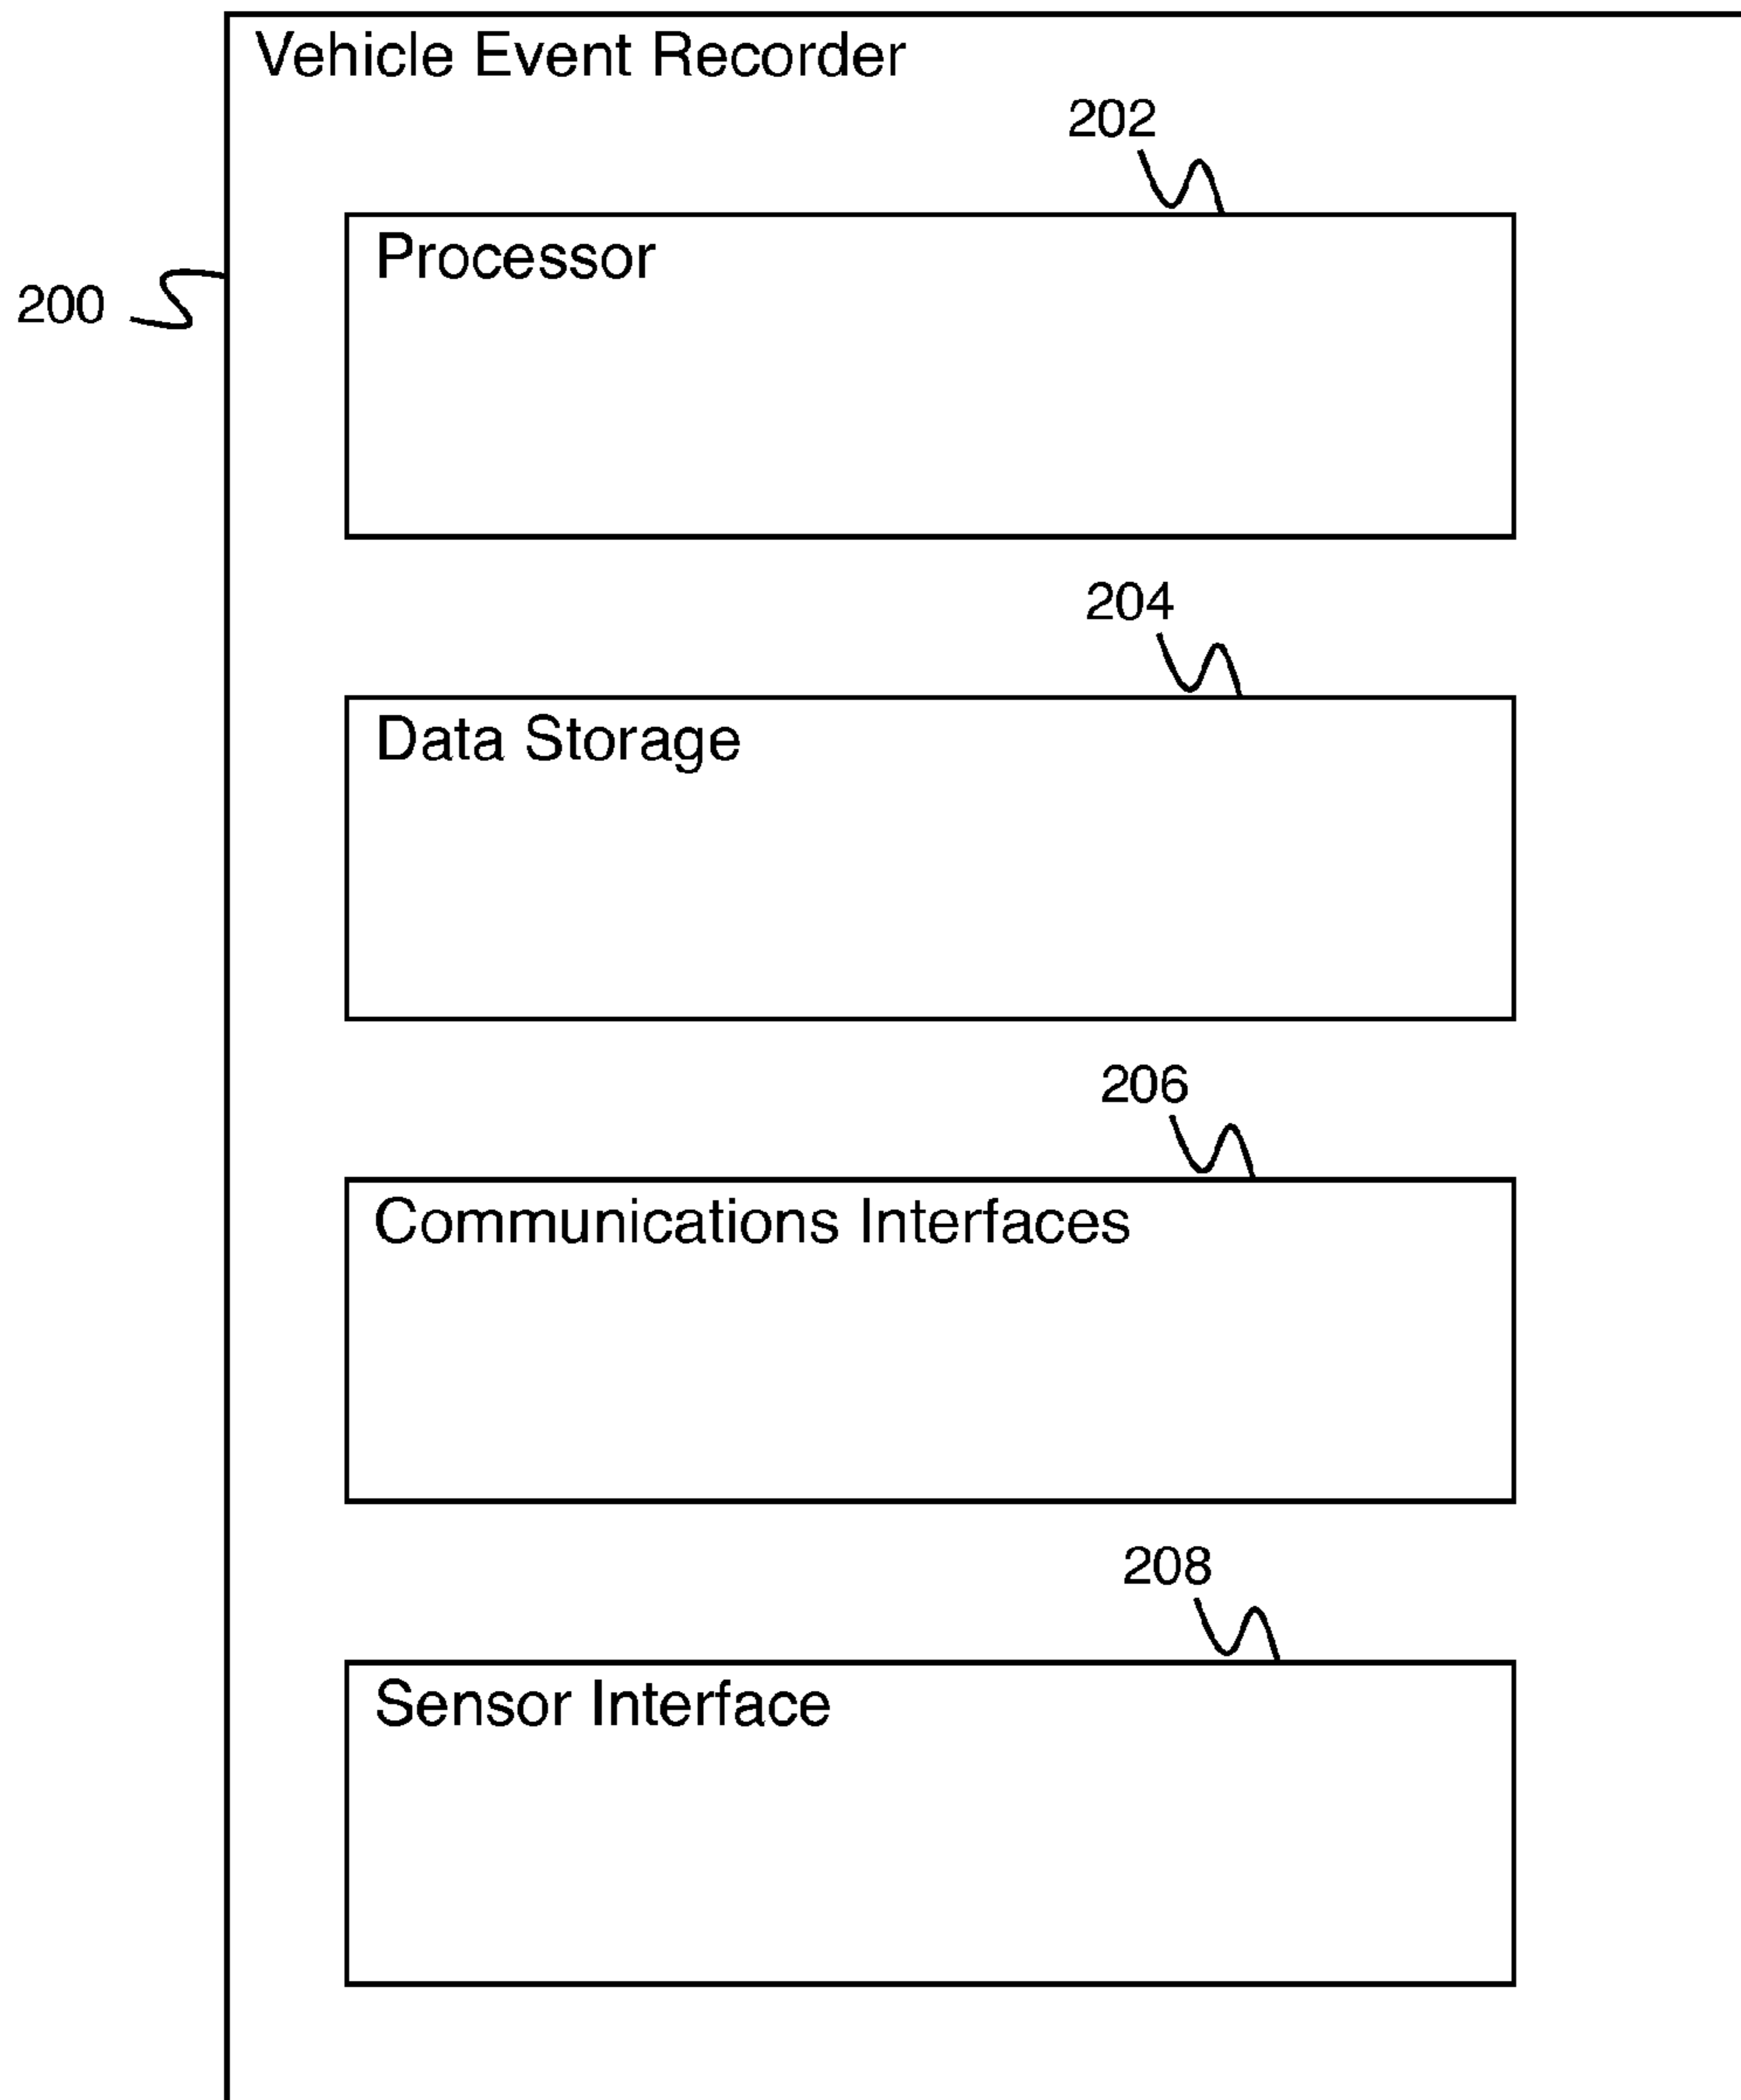 Vehicle Event Recorder
202
Processor
200
204
Data Storage
206
Communications Interfaces
208
Sensor Interface